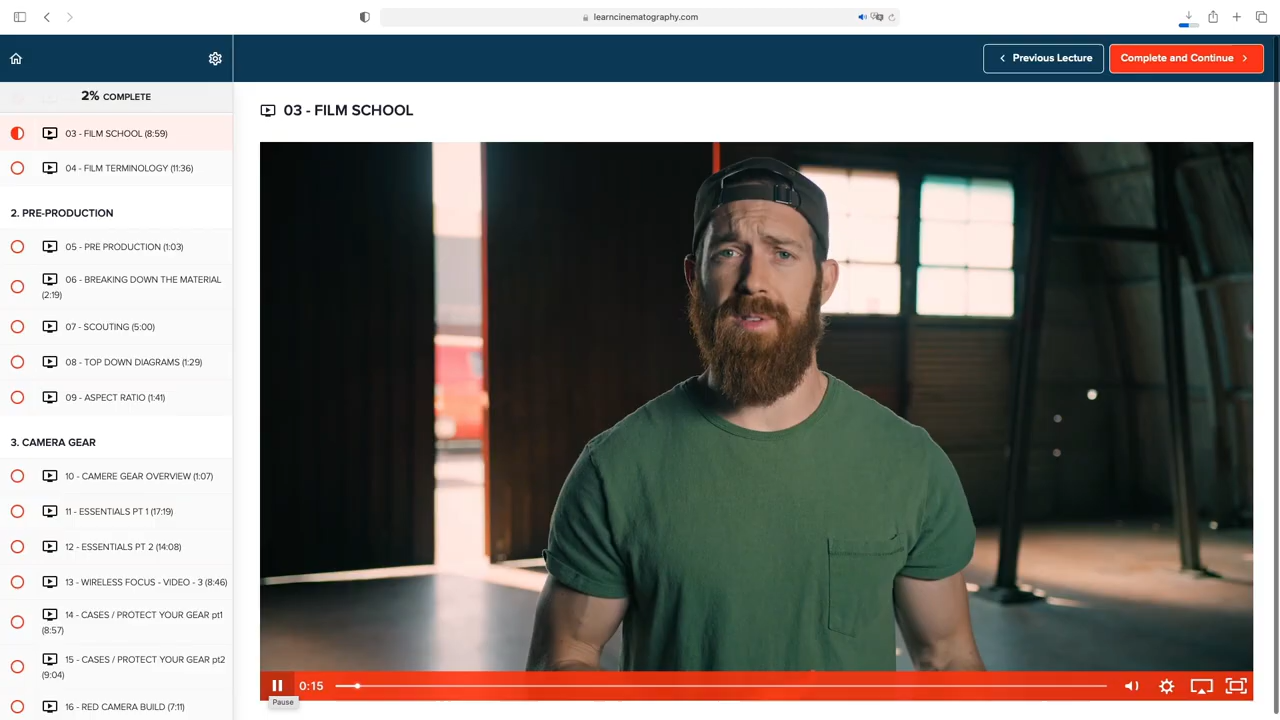 learncinematography.com
Previous Lecture
Complete and Continue
2% COMPLETE
03 - FILM SCHOOL (8:59)
04 - FILM TERMINOLOGY (11:36)
2. PRE-PRODUCTION
05 - PRE PRODUCTION (1:03)
06 - BREAKING DOWN THE MATERIAL
(2:19)
07 - SCOUTING (5:00)
08 - TOP DOWN DIAGRAMS (1:29)
09 - ASPECT RATIO (1:41)
3. CAMERA GEAR
10 - CAMERE GEAR OVERVIEW (1:07)
11 - ESSENTIALS PT 1 (17:19)
12 - ESSENTIALS PT 2 (14:08)
13 - WIRELESS FOCUS - VIDEO - 3 (8:46)
14 - CASES / PROTECT YOUR GEAR pt1
(8:57)
15 - CASES / PROTECT YOUR GEAR pt2
(9:04)
16 - RED CAMERA BUILD (7:11)
03 - FILM SCHOOL
0:15
Pause